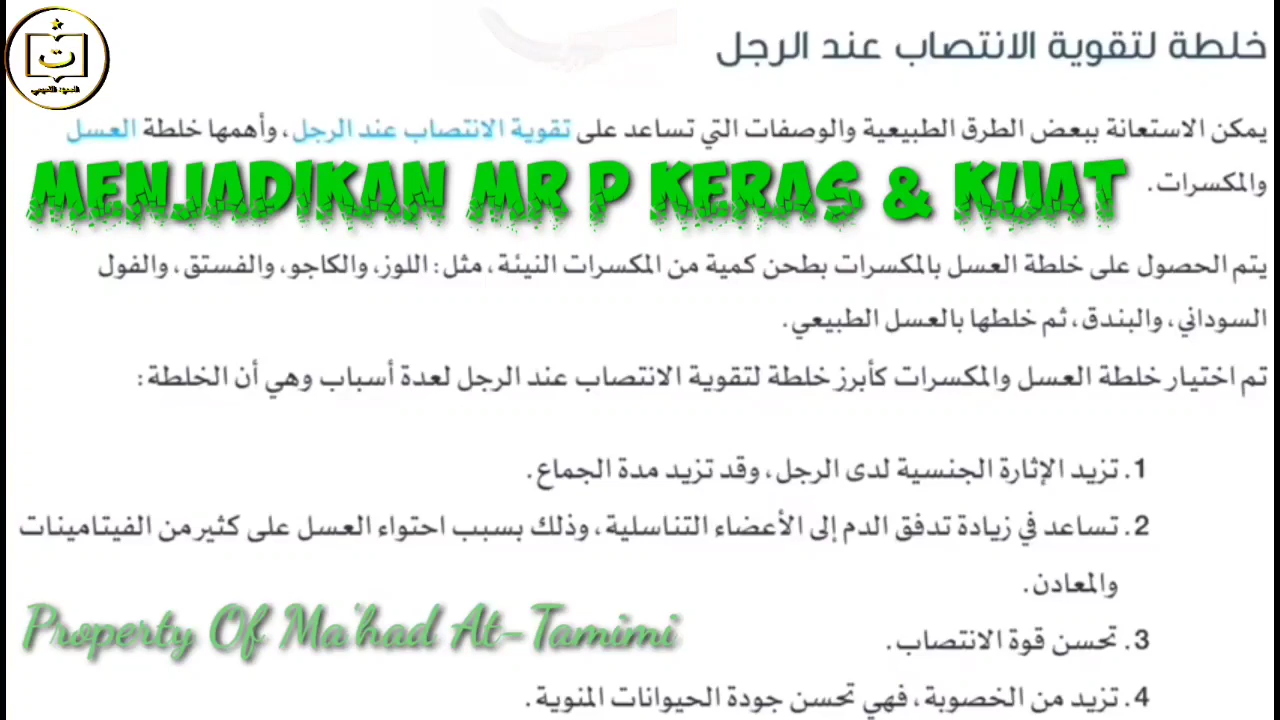 خلطة لتقوية الانتصاب عند الرجل
يمكن الاستعانة ببعض الطرق الطبيعية والوصفات التي تساعد على تقوية الانتصاب عند الرجل، وأهمها خلطة العسل
والمكسرات.
MENJADIKAN MR P KERAS & KUAT
يتم الحصول على خلطة العسل بالمكسرات بطحن كمية من المكسرات النيئة، مثل: اللوز، والكاجو، والفستق، والفول
السوداني، والبندق، ثم خلطها بالعسل الطبيعي.
تم اختيار خلطة العسل والمكسرات كأبرز خلطة لتقوية الانتصاب عند الرجل لعدة أسباب وهي أن الخلطة:
1. تزيد الإثارة الجنسية لدى الرجل، وقد تزيد مدة الجماع.
2. تساعد في زيادة تدفق الدم إلى الأعضاء التناسلية، وذلك بسبب احتواء العسل على كثير من الفيتامينات
والمعادن.
3. تحسن قوة الانتصاب.
4. تزيد من الخصوبة، فهي تحسن جودة الحيوانات المنوية.
Property Of Ma'had At-Tamimi
ت